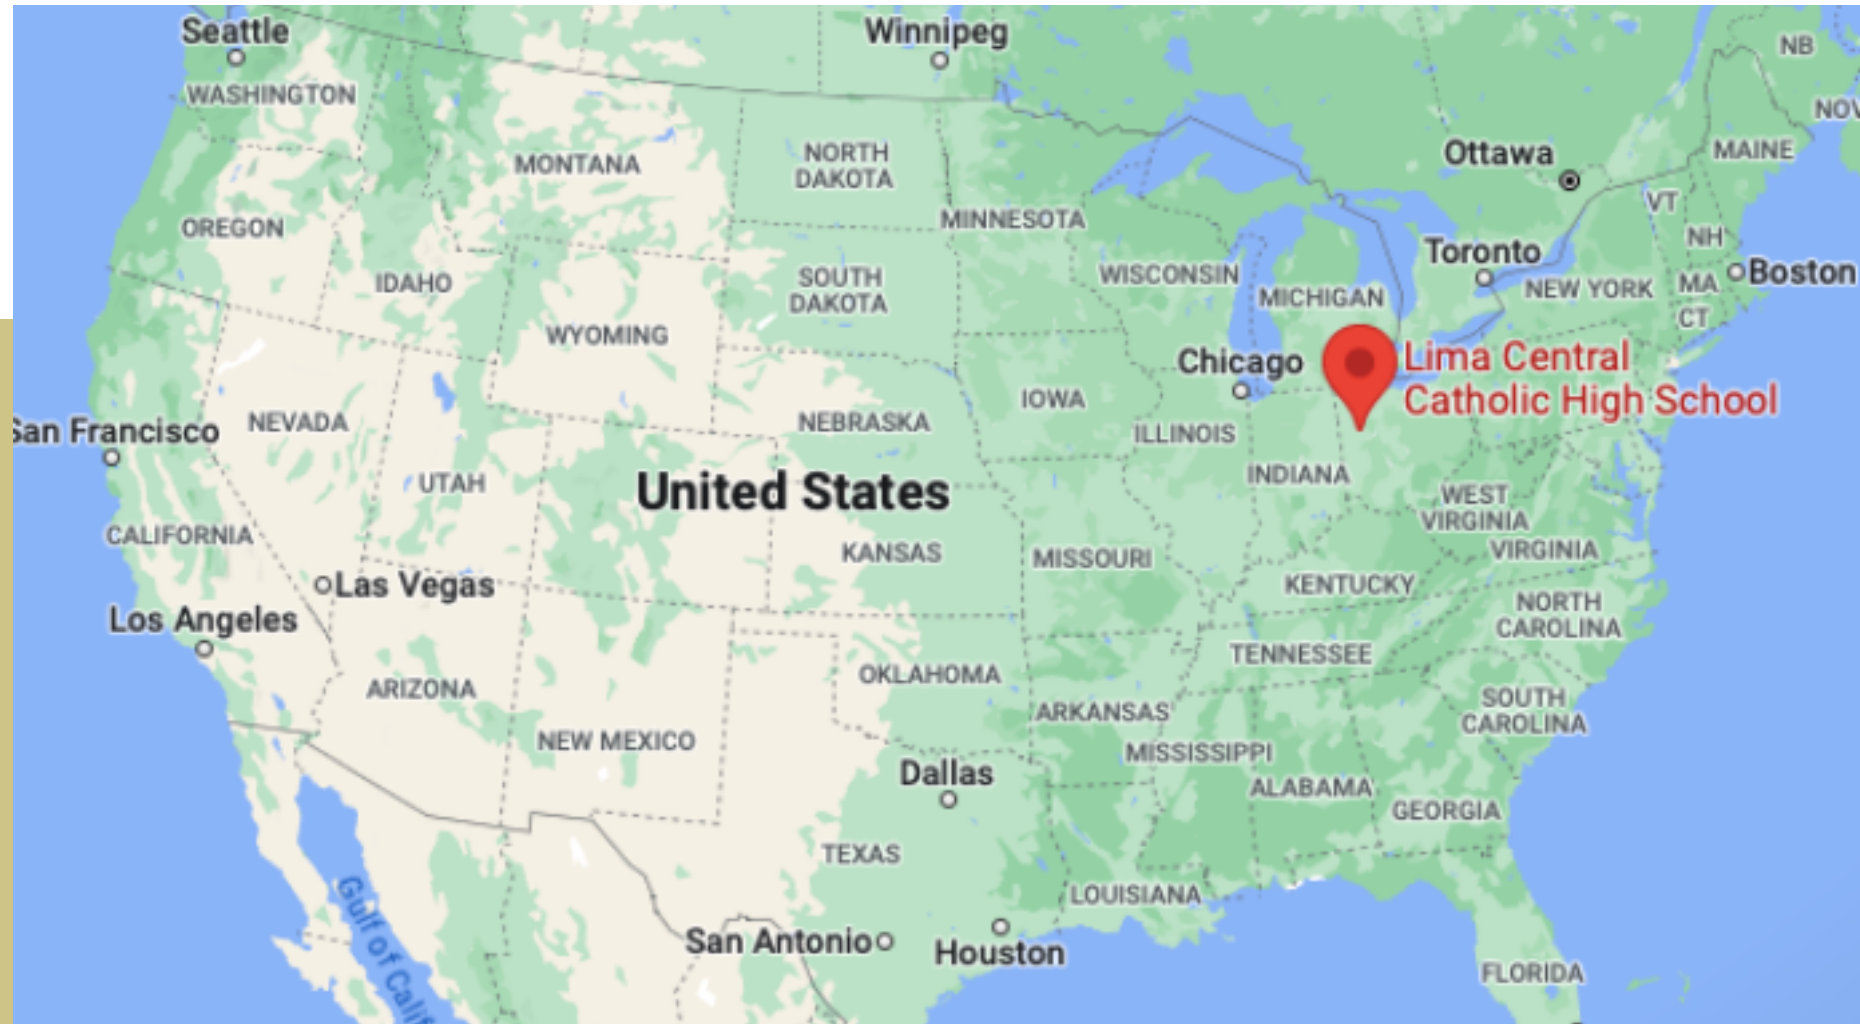 Seattle
Winnipeg
NB
WASHINGTON
NOV
Ottawa
MAINE
MONTANA
NORTH
DAKOTA
VT
MINNESOTA
OREGON
NH
Toronto
Boston
WISCONSIN
SOUTH
DAKOTA
IDAHO
MICHIGAN
NEW YORK
MA
CT
WYOMING
Chicago
Lima Central
Catholic High School
IOWA
NEVADA
NEBRASKA
San Francisco
ILLINOIS
INDIANA
UTAH
United States
WEST
VIRGINIA
CALIFORNIA
KANSAS
MISSOURI
VIRGINIA
Las Vegas
KENTUCKY
Los Angeles
NORTH
CAROLINA
TENNESSEE
OKLAHOMA
ARIZONA
ARKANSAS
SOUTH
CAROLINA
NEW MEXICO
MISSISSIPPI
Dallas
ALABAMA
GEORGIA
TEXAS
LOUISIANA
San Antonio
Houston
Gulf of Calif
FLORIDA